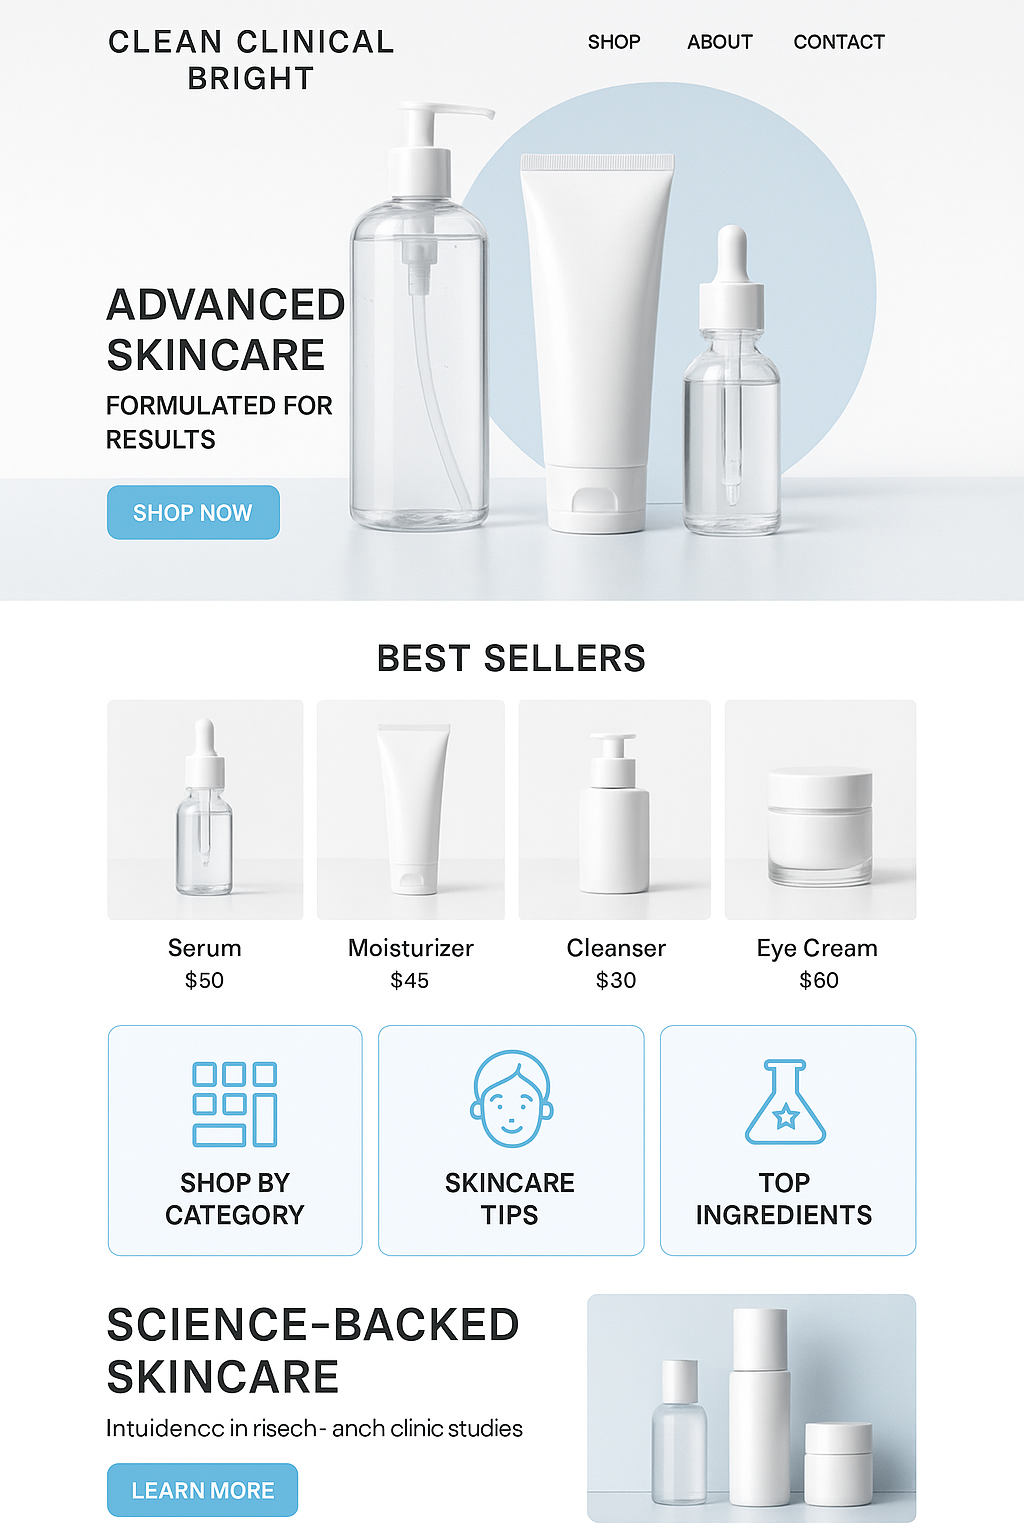 CLEAN CLINICAL
BRIGHT
SHOP ABOUT CONTACT
ADVANCED
SKINCARE
FORMULATED FOR
RESULTS
SHOP NOW
BEST SELLERS
Serum Moisturizer Cleanser Eye Cream
$50 $45 $30 $60
SHOP BY
CATEGORY
SKINCARE
TIPS
TOP
INGREDIENTS
SCIENCE-BACKED
SKINCARE
Intuidencc in risech- anch clinic studies
LEARN MORE